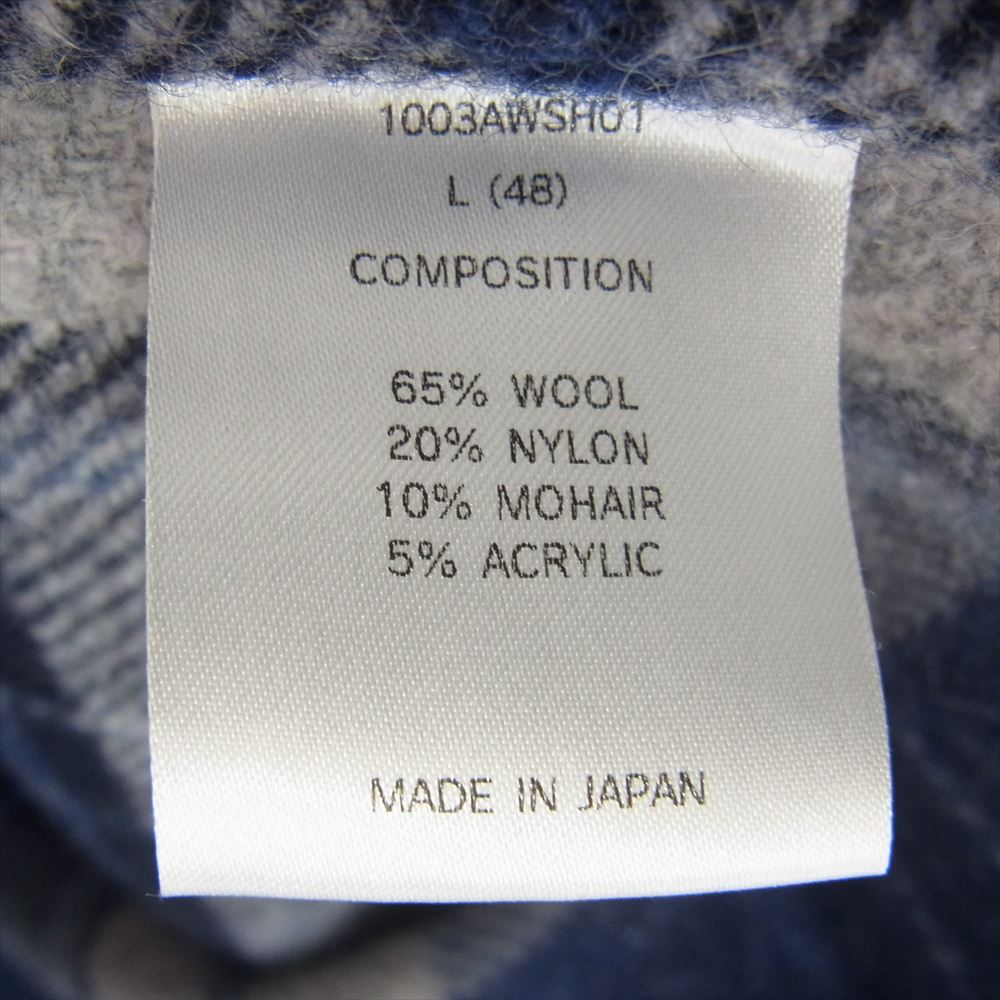 1003AWSH01
L (48)
COMPOSITION
65% WOOL
20% NYLON
10% MOHAIR
5% ACRYLIC
MADE IN JAPAN